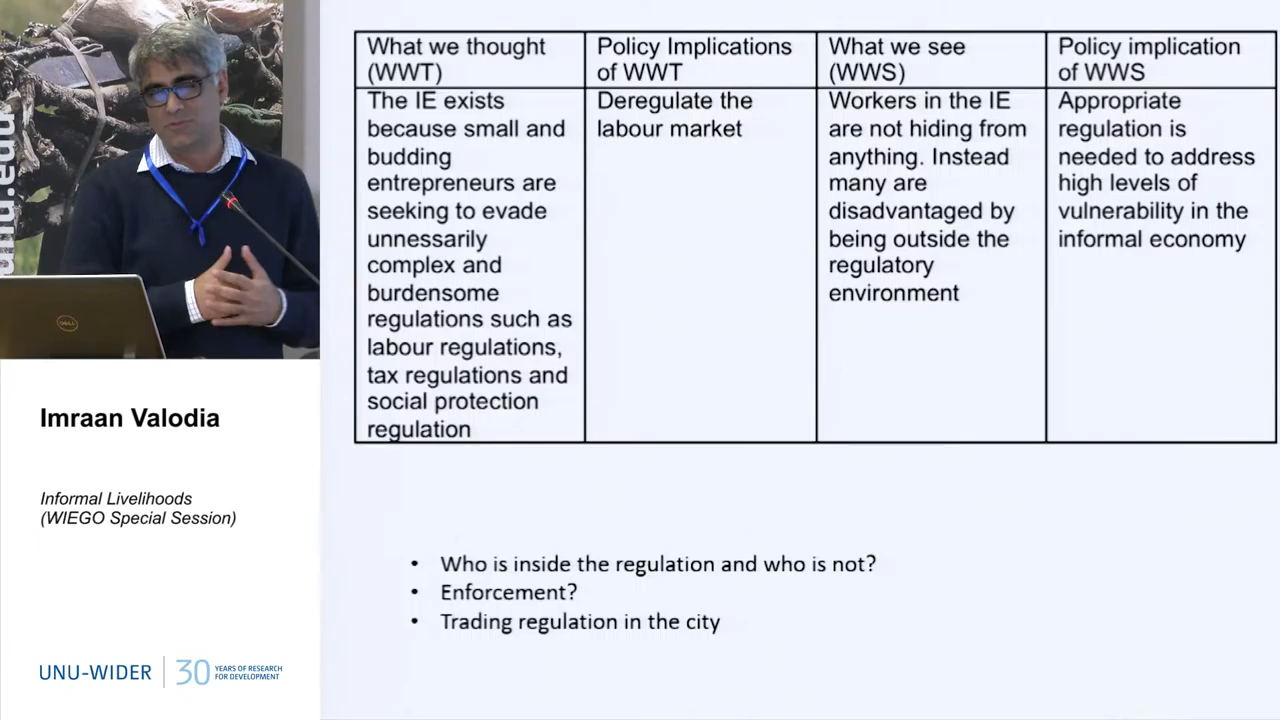 unu.edu
DELL
Imraan Valodia
Informal Livelihoods
(WIEGO Special Session)
UNU-WIDER
30 YEARS OF RESEARCH
FOR DEVELOPMENT
What we thought
(WWT)
Policy Implications
of WWT
What we see
(WWS)
Policy implication
of WWS
The IE exists
because small and
budding
entrepreneurs are
seeking to evade
unnessarily
complex and
burdensome
regulations such as
labour regulations,
tax regulations and
social protection
regulation
Deregulate the
labour market
Workers in the IE
are not hiding from
anything. Instead
many are
disadvantaged by
being outside the
regulatory
environment
Appropriate
regulation is
needed to address
high levels of
vulnerability in the
informal economy
• Who is inside the regulation and who is not?
• Enforcement?
• Trading regulation in the city